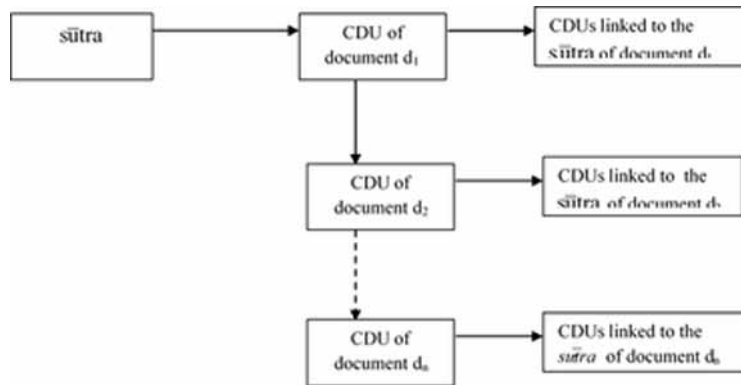 sūtra
CDU of
document d₁
CDUs linked to the
sūtra of document d₁
CDU of
document d₂
CDUs linked to the
sūtra of document d₂
CDU of
document dₙ
CDUs linked to the
sūtra of document dₙ